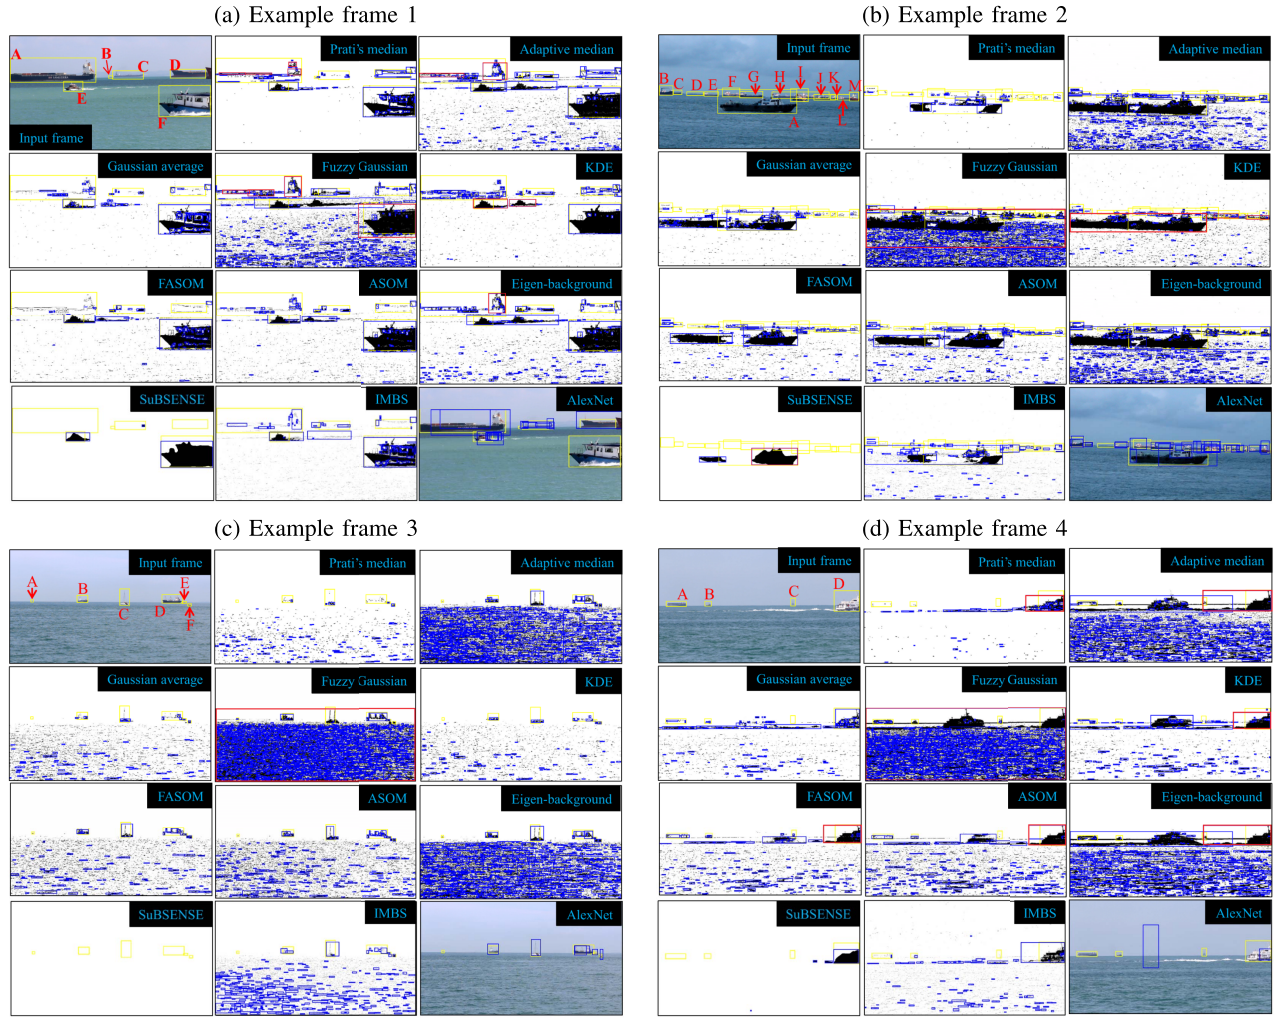 (a) Example frame 1
A
B
C
D
E
F
Input frame
Prati's median
Adaptive median
Gaussian average
Fuzzy Gaussian
KDE
FASOM
ASOM
Eigen-background
SuBSENSE
IMBS
AlexNet
(b) Example frame 2
Input frame
B C D E F G H I J K M
A
L
Prati's median
Adaptive median
Gaussian average
Fuzzy Gaussian
KDE
FASOM
ASOM
Eigen-background
SuBSENSE
IMBS
AlexNet
(c) Example frame 3
Input frame
A
B
C
D
E
F
Prati's median
Adaptive median
Gaussian average
Fuzzy Gaussian
KDE
FASOM
ASOM
Eigen-background
SuBSENSE
IMBS
AlexNet
(d) Example frame 4
Input frame
A
B
C
D
Prati's median
Adaptive median
Gaussian average
Fuzzy Gaussian
KDE
FASOM
ASOM
Eigen-background
SuBSENSE
IMBS
AlexNet